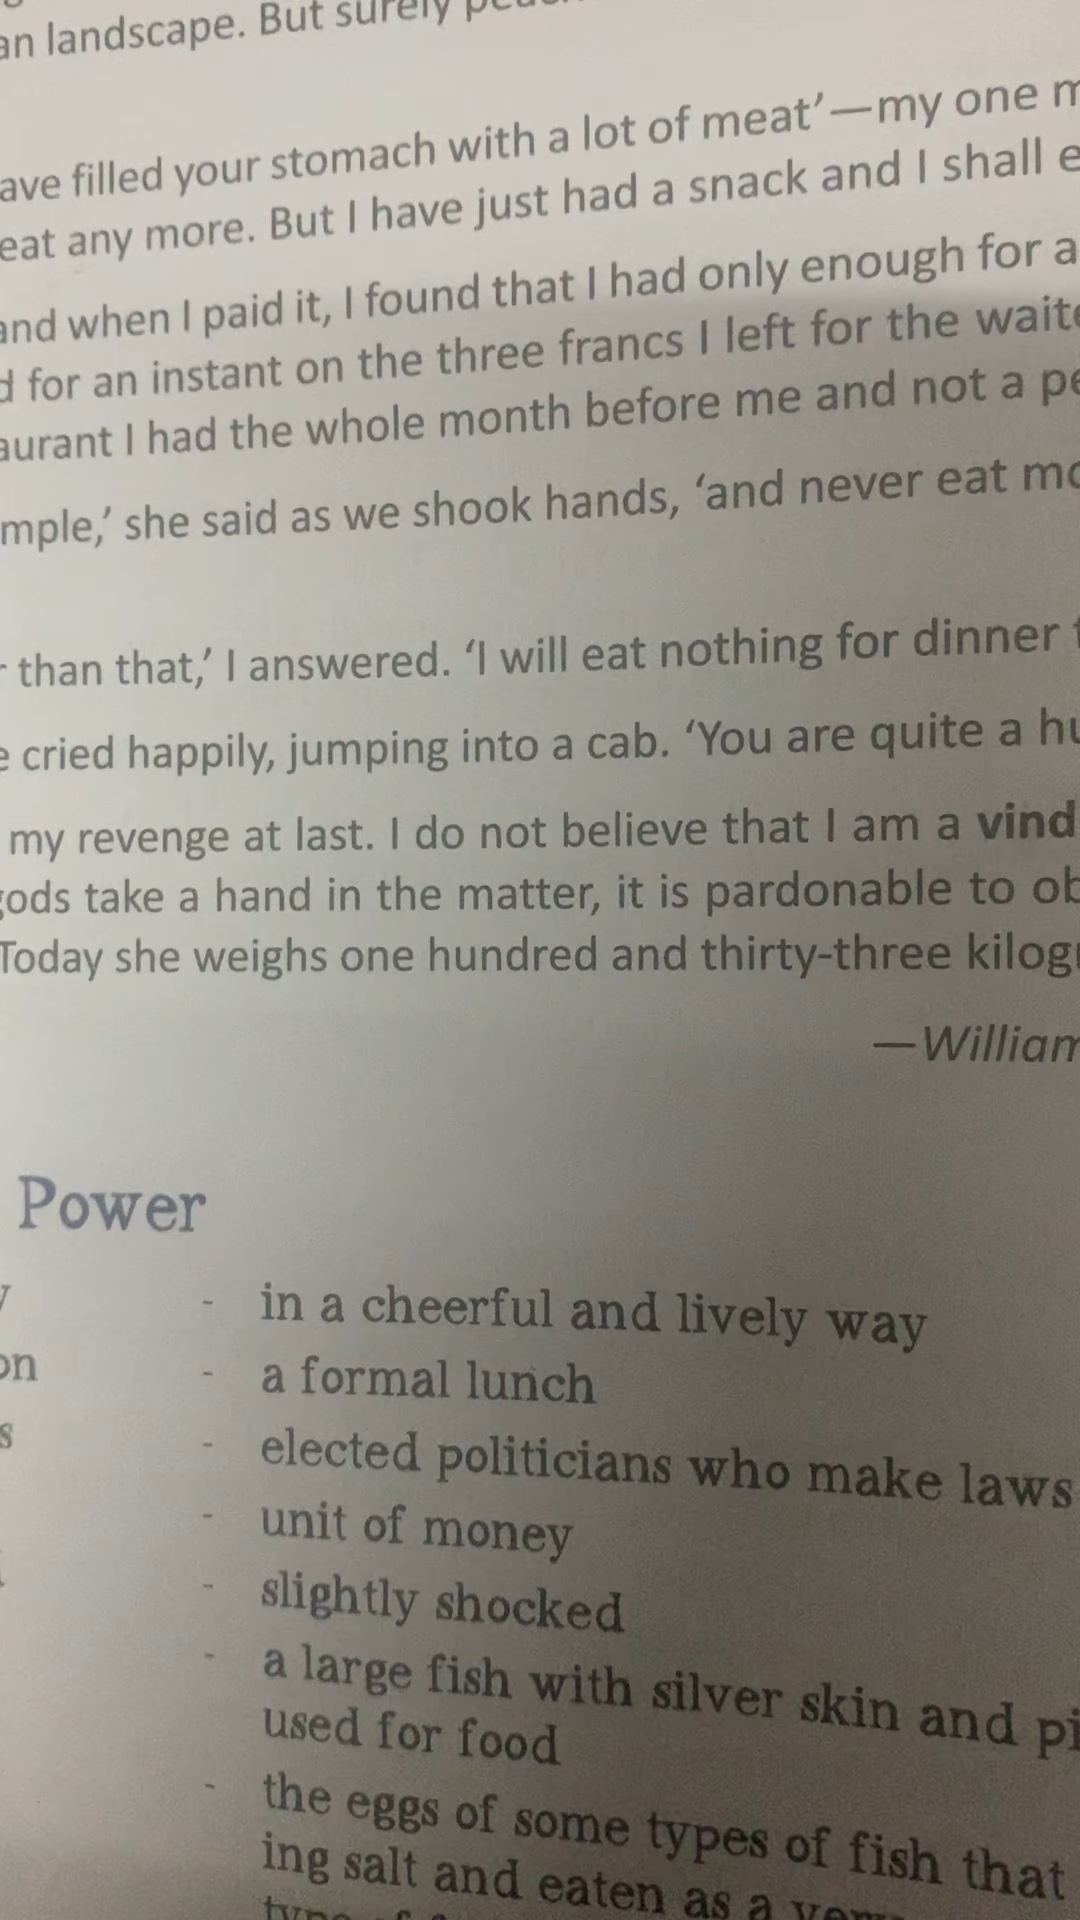 an landscape. But surely
ave filled your stomach with a lot of meat’—my one
eat any more. But I have just had a snack and I shall
and when I paid it, I found that I had only enough for a
for an instant on the three francs I left for the
I had the whole month before me and not a
she said as we shook hands, ‘and never eat
than that,’ I answered. ‘I will eat nothing for dinner
cried happily, jumping into a cab. ‘You are quite a
my revenge at last. I do not believe that I am a vind
take a hand in the matter, it is pardonable to
Today she weighs one hundred and thirty-three
—William
Power
- in a cheerful and lively way
on - a formal lunch
s - elected politicians who make laws
- unit of money
- slightly shocked
- a large fish with silver skin and
used for food
- the eggs of some types of fish that
ing salt and eaten as a